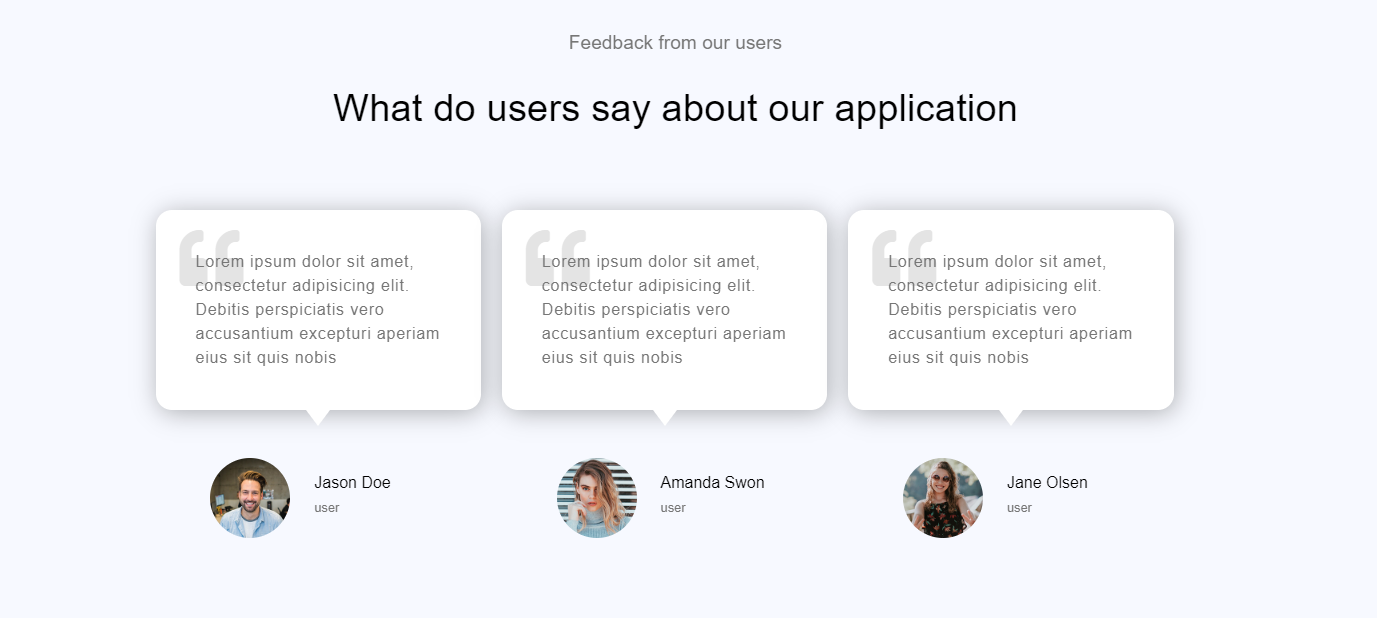 Feedback from our users
What do users say about our application
Lorem ipsum dolor sit amet,
consectetur adipisicing elit.
Debitis perspiciatis vero
accusantium excepturi aperiam
eius sit quis nobis
Lorem ipsum dolor sit amet,
consectetur adipisicing elit.
Debitis perspiciatis vero
accusantium excepturi aperiam
eius sit quis nobis
Lorem ipsum dolor sit amet,
consectetur adipisicing elit.
Debitis perspiciatis vero
accusantium excepturi aperiam
eius sit quis nobis
Jason Doe
user
Amanda Swon
user
Jane Olsen
user